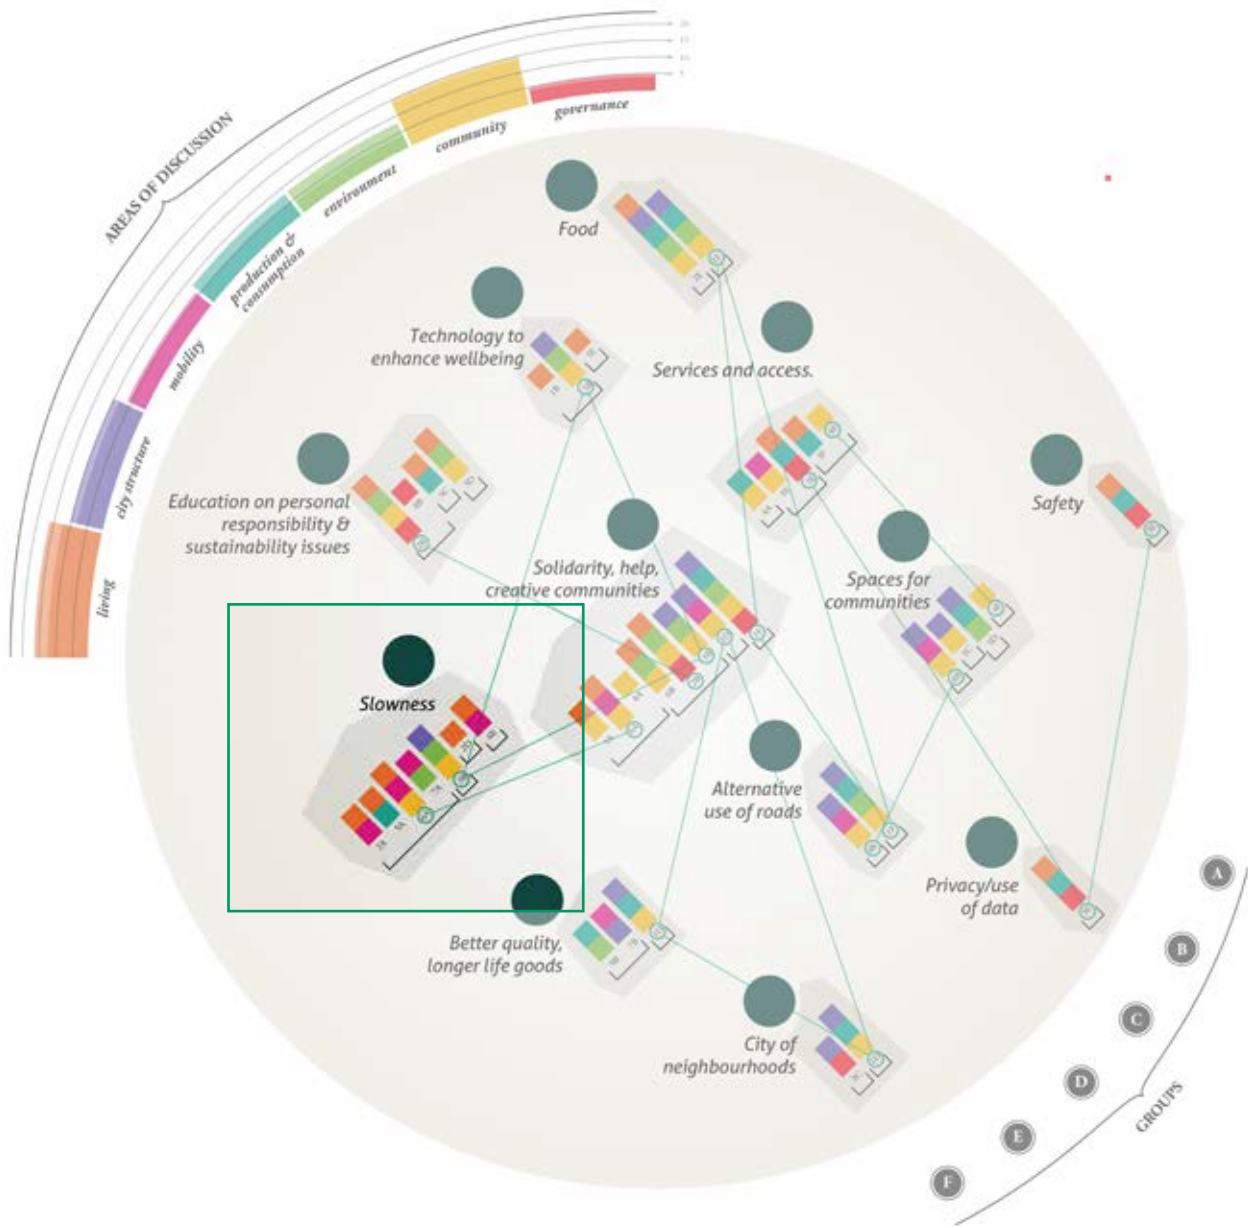 AREAS OF DISCUSSION
governance
community
environment
production &
consumption
mobility
city structure
living
Food
Technology to
enhance wellbeing
Services and access.
Education on personal
responsibility &
sustainability issues
Safety
Solidarity, help,
creative communities
Spaces for
communities
Slowness
Alternative
use of roads
Privacy/use
of data
Better quality,
longer life goods
City of
neighbourhoods
A
B
C
D
E
F
GROUPS